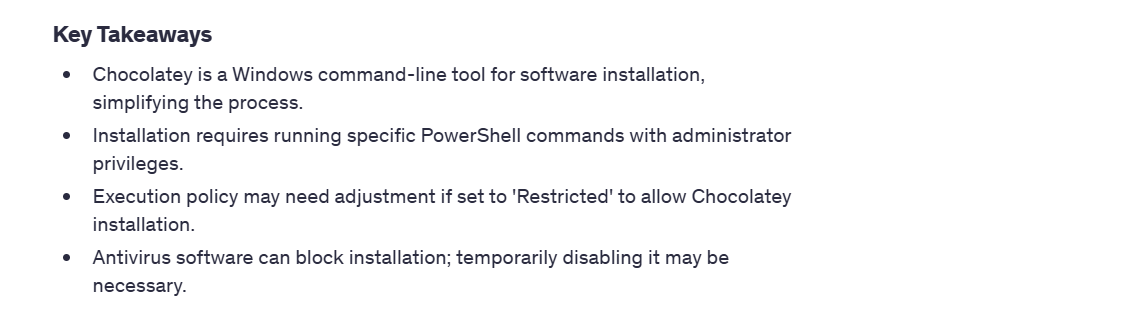 Key Takeaways
• Chocolatey is a Windows command-line tool for software installation,
simplifying the process.
• Installation requires running specific PowerShell commands with administrator
privileges.
• Execution policy may need adjustment if set to 'Restricted' to allow Chocolatey
installation.
• Antivirus software can block installation; temporarily disabling it may be
necessary.